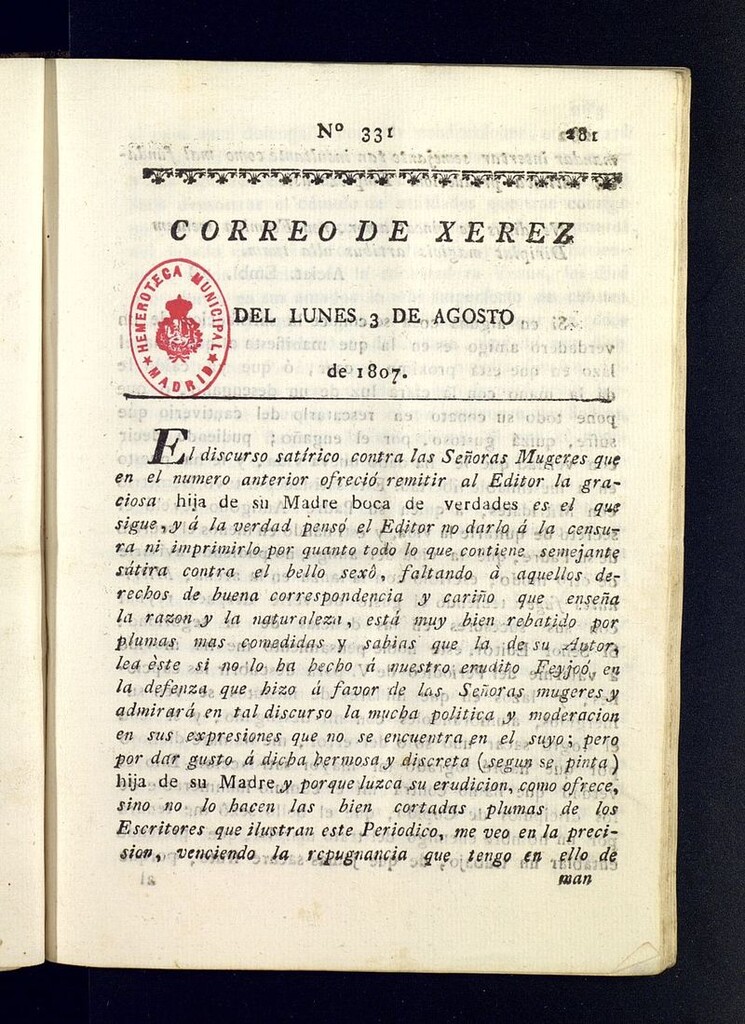 Nº 331 281
CORREO DE XEREZ
HEMEROTECA MUNICIPAL
★ MADRID ★
DEL LUNES 3 DE AGOSTO
de 1807.
El discurso satírico contra las Señoras Mugeres que
en el numero anterior ofreció remitir al Editor la gra-
ciosa hija de su Madre boca de verdades es el que
sigue, y á la verdad pensó el Editor no darlo á la censu-
ra ni imprimirlo por quanto todo lo que contiene semejante
sátira contra el bello sexô, faltando à aquellos de-
rechos de buena correspondencia y cariño que enseña
la razon y la naturaleza, está muy bien rebatido por
plumas mas comedidas y sabias que la de su Autor,
lea èste si no lo ha hecho á nuestro erudito Feyjoó, en
la defenza que hizo á favor de las Señoras mugeres y
admirará en tal discurso la mucha politica y moderacion
en sus expresiones que no se encuentra en el suyo; pero
por dar gusto á dicha hermosa y discreta (segun se pinta)
hija de su Madre y porque luzca su erudicion, como ofrece,
sino no lo hacen las bien cortadas plumas de los
Escritores que ilustran este Periodico, me veo en la preci-
sion, venciendo la repugnancia que tengo en ello de
man